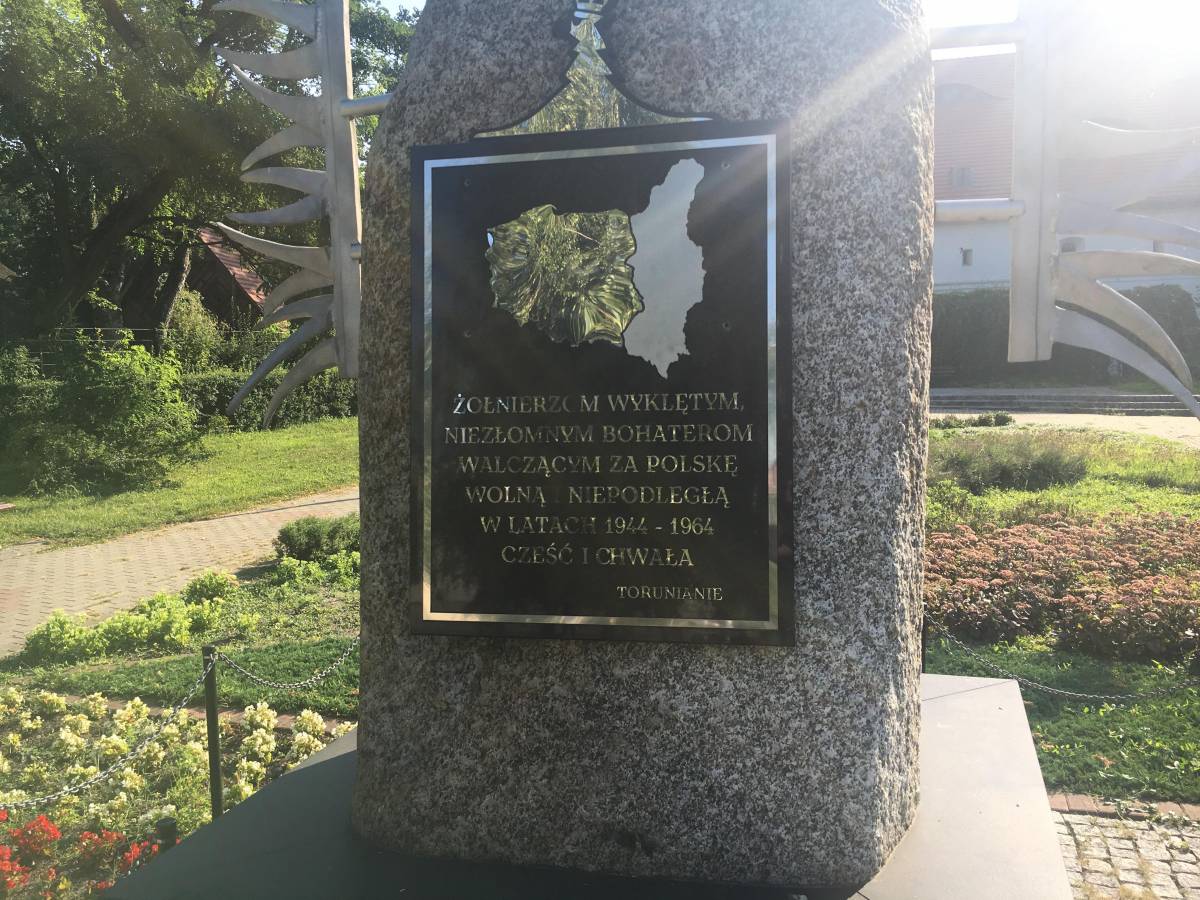 ŻOŁNIERZOM WYKLĘTYM,
NIEZŁOMNYM BOHATEROM
WALCZĄCYM ZA POLSKĘ
WOLNĄ I NIEPODLEGŁĄ
W LATACH 1944 - 1964
CZEŚĆ I CHWAŁA
TORUNIANIE